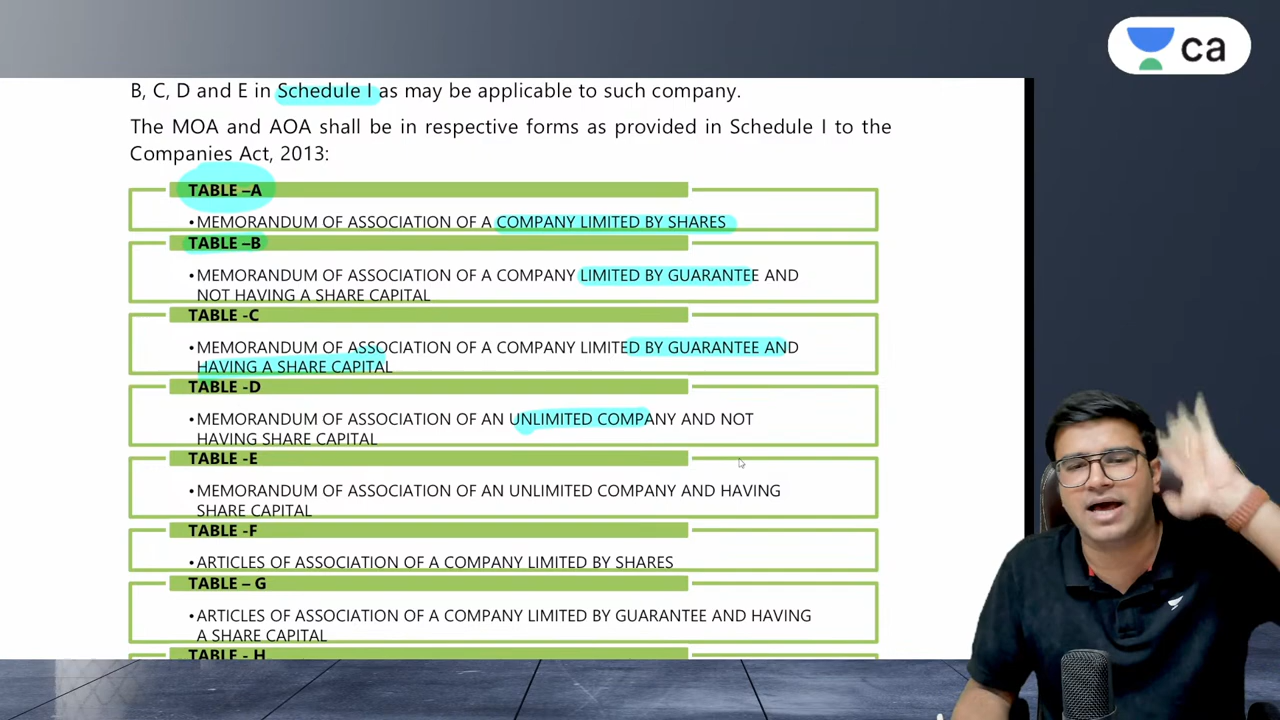 ca
B, C, D and E in Schedule I as may be applicable to such company.
The MOA and AOA shall be in respective forms as provided in Schedule I to the
Companies Act, 2013:
TABLE –A
•MEMORANDUM OF ASSOCIATION OF A COMPANY LIMITED BY SHARES
TABLE –B
•MEMORANDUM OF ASSOCIATION OF A COMPANY LIMITED BY GUARANTEE AND
NOT HAVING A SHARE CAPITAL
TABLE -C
•MEMORANDUM OF ASSOCIATION OF A COMPANY LIMITED BY GUARANTEE AND
HAVING A SHARE CAPITAL
TABLE -D
•MEMORANDUM OF ASSOCIATION OF AN UNLIMITED COMPANY AND NOT
HAVING SHARE CAPITAL
TABLE -E
•MEMORANDUM OF ASSOCIATION OF AN UNLIMITED COMPANY AND HAVING
SHARE CAPITAL
TABLE -F
•ARTICLES OF ASSOCIATION OF A COMPANY LIMITED BY SHARES
TABLE – G
•ARTICLES OF ASSOCIATION OF A COMPANY LIMITED BY GUARANTEE AND HAVING
A SHARE CAPITAL
TABLE - H